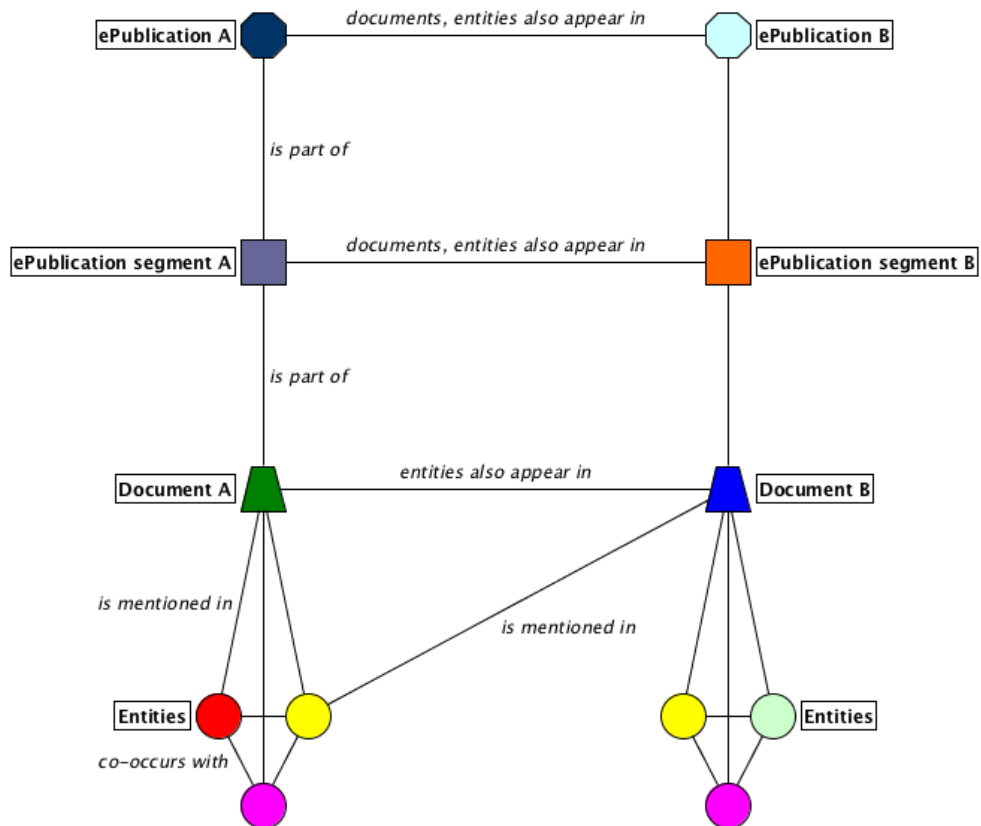 documents, entities also appear in
ePublication A
ePublication B
is part of
documents, entities also appear in
ePublication segment A
ePublication segment B
is part of
entities also appear in
Document A
Document B
is mentioned in
is mentioned in
Entities
Entities
co-occurs with